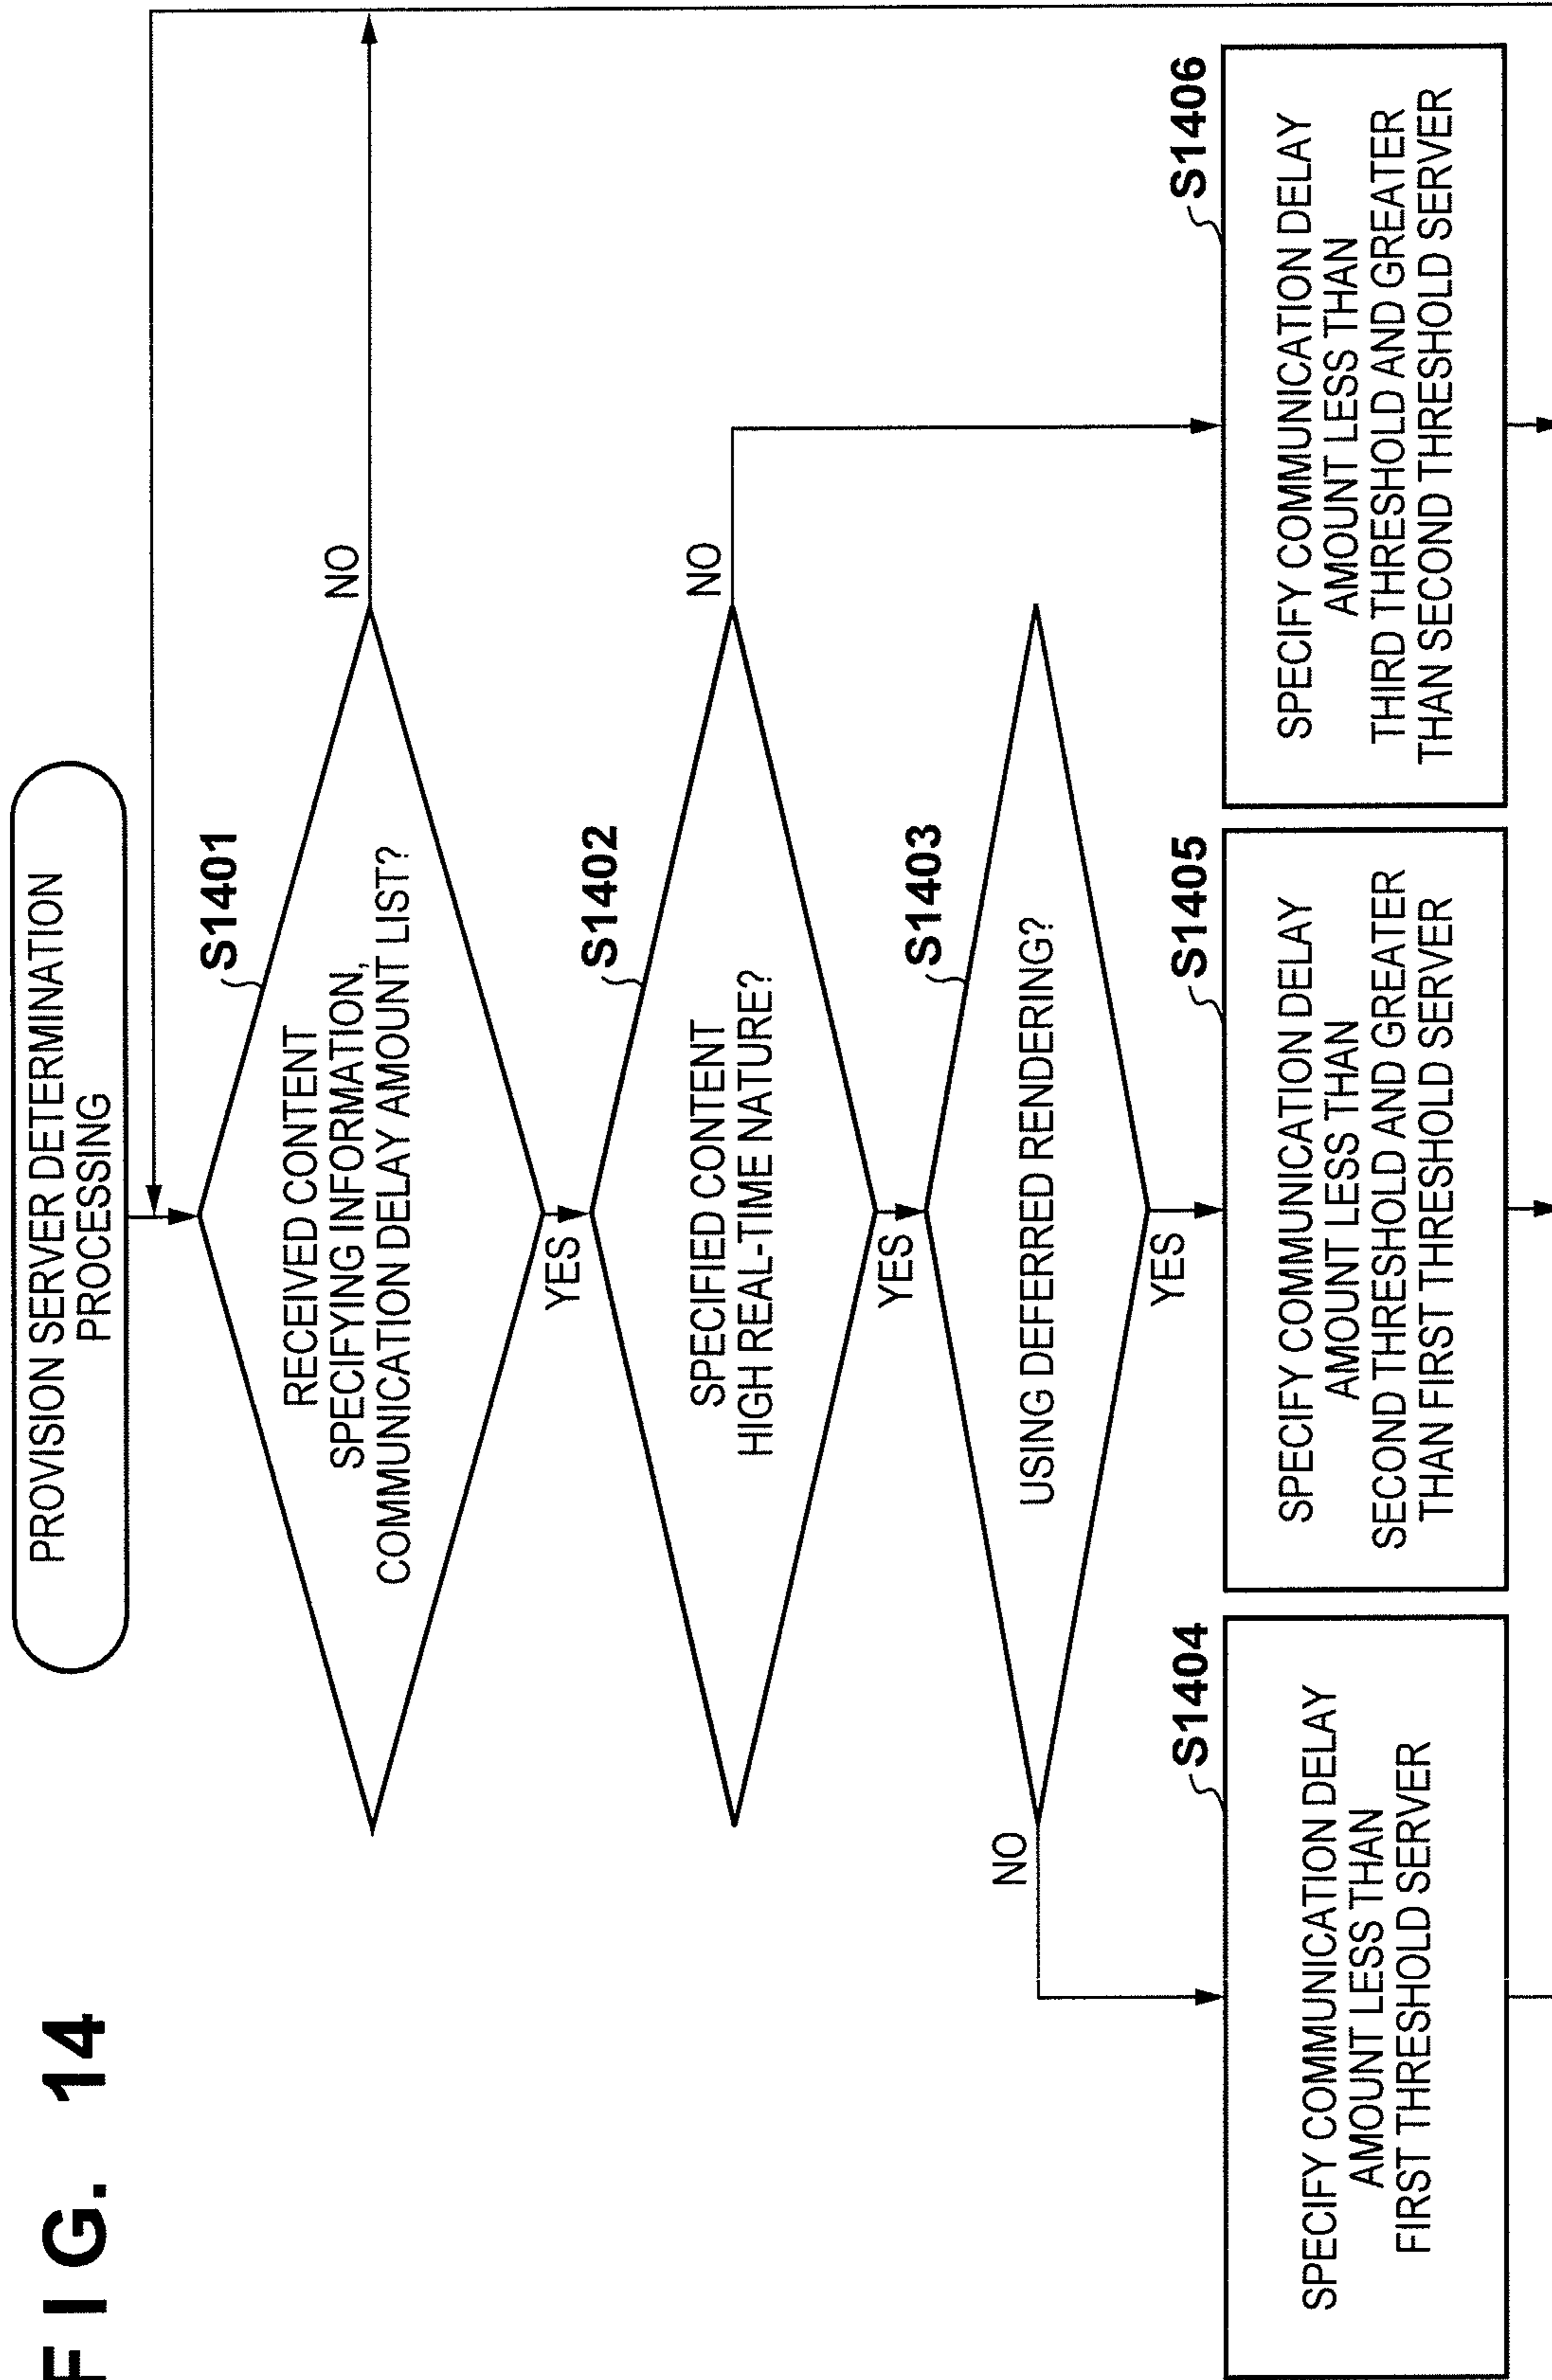 FIG. 14
PROVISION SERVER DETERMINATION
PROCESSING
S1401
RECEIVED CONTENT
SPECIFYING INFORMATION,
COMMUNICATION DELAY AMOUNT LIST?
NO
YES
S1402
SPECIFIED CONTENT
HIGH REAL-TIME NATURE?
NO
YES
S1403
USING DEFERRED RENDERING?
NO
YES
S1404
SPECIFY COMMUNICATION DELAY
AMOUNT LESS THAN
FIRST THRESHOLD SERVER
S1405
SPECIFY COMMUNICATION DELAY
AMOUNT LESS THAN
SECOND THRESHOLD AND GREATER
THAN FIRST THRESHOLD SERVER
S1406
SPECIFY COMMUNICATION DELAY
AMOUNT LESS THAN
THIRD THRESHOLD AND GREATER
THAN SECOND THRESHOLD SERVER